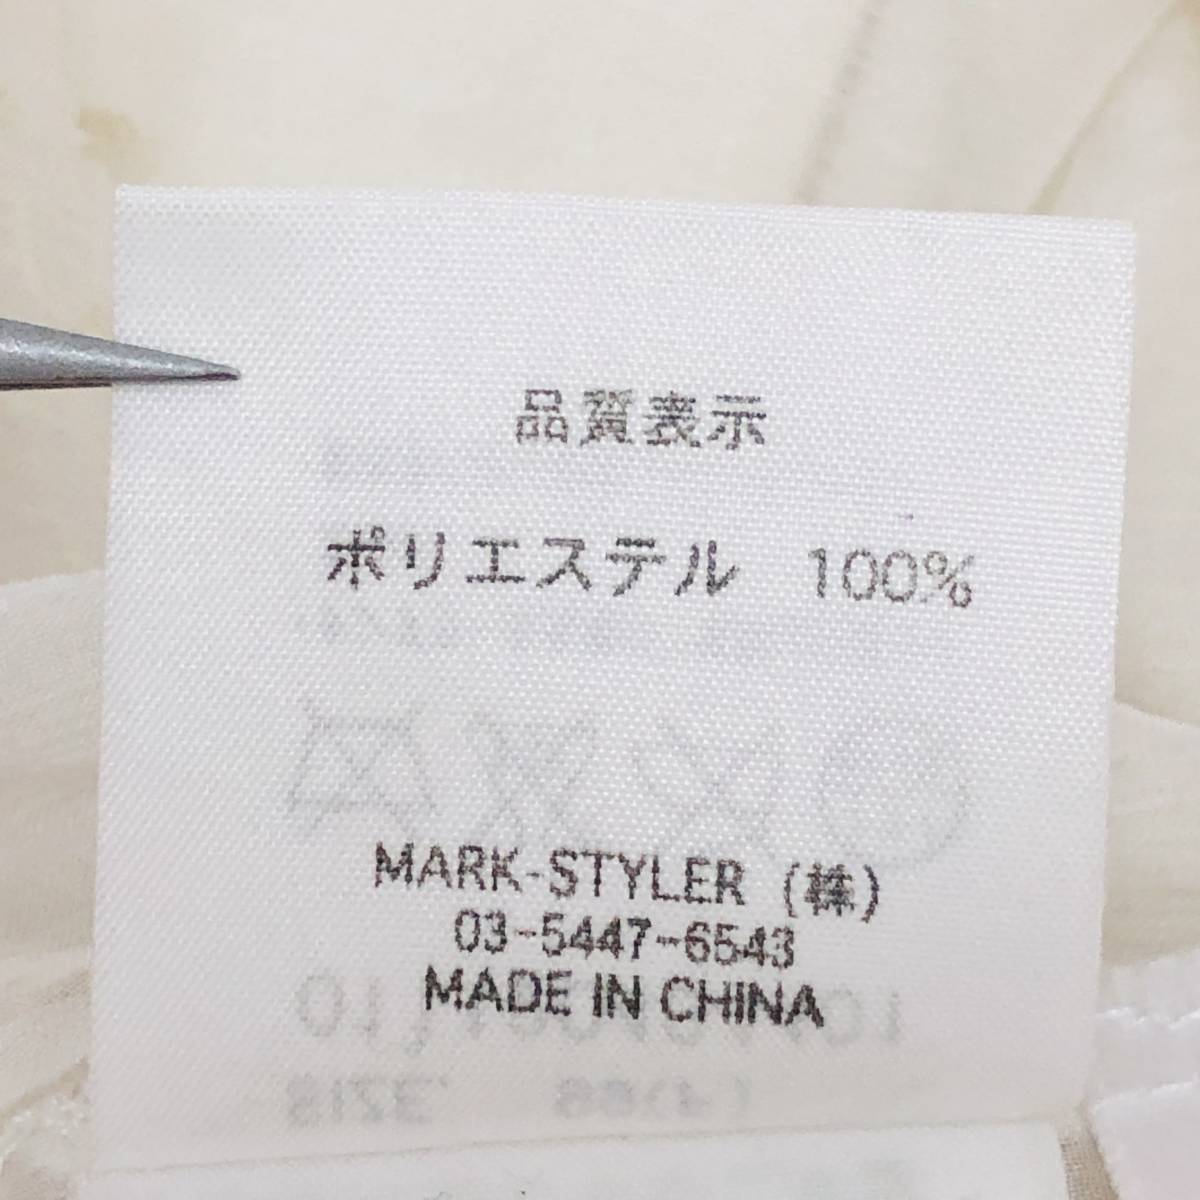 品質表示
ポリエステル 100%
MARK-STYLER (株)
03-5447-6543
MADE IN CHINA